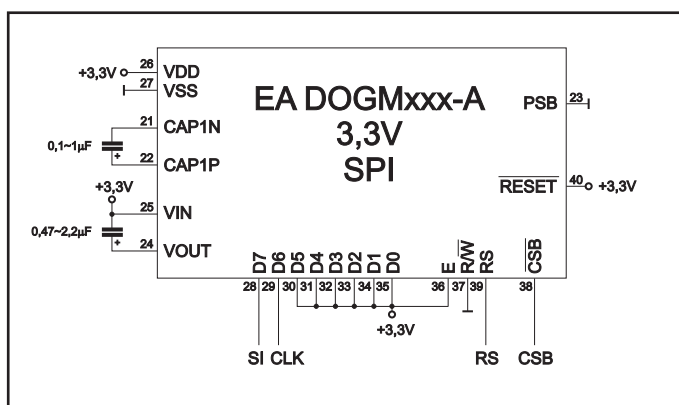 EA DOGMxxx-A
3,3V
SPI
+3,3V
26 VDD
27 VSS
21 CAP1N
0,1~1µF
+
22 CAP1P
+3,3V
25 VIN
0,47~2,2µF
+
24 VOUT
PSB 23
RESET 40 +3,3V
D7 D6 D5 D4 D3 D2 D1 D0 E R/W RS CSB
28 29 30 31 32 33 34 35 36 37 39 38
+3,3V
SI CLK RS CSB